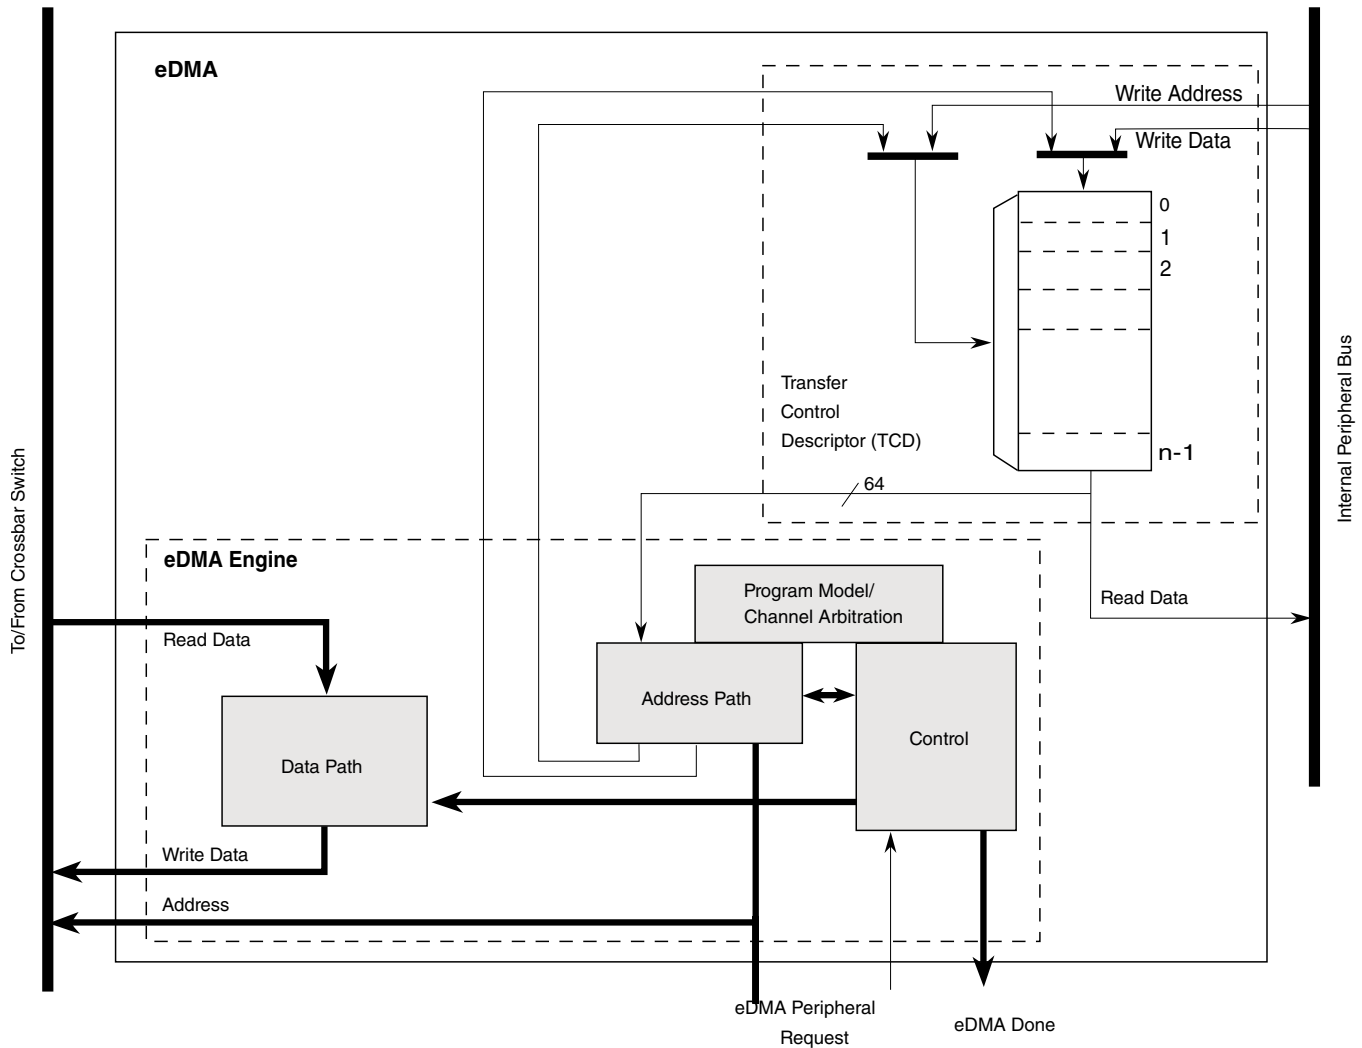 eDMA
Write Address
Write Data
0
1
2
n-1
Transfer
Control
Descriptor (TCD)
64
eDMA Engine
Program Model/
Channel Arbitration
Read Data
Read Data
Address Path
Control
Data Path
Write Data
Address
eDMA Peripheral
Request
eDMA Done
To/From Crossbar Switch
Internal Peripheral Bus